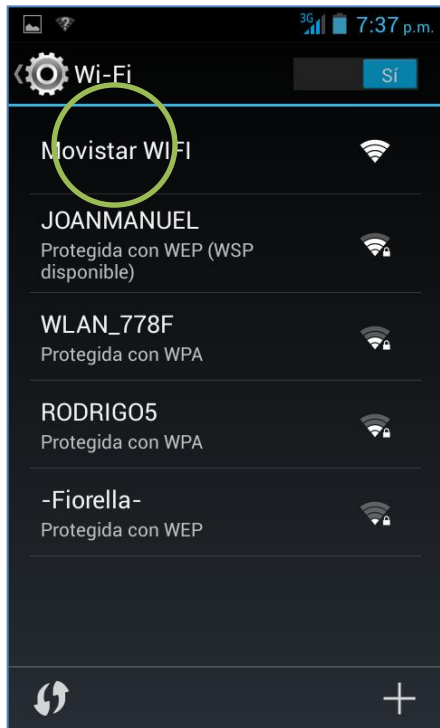 3G 7:37 p.m.
Wi-Fi
Sí
Movistar WIFI
JOANMANUEL
Protegida con WEP (WSP
disponible)
WLAN_778F
Protegida con WPA
RODRIGO5
Protegida con WPA
-Fiorella-
Protegida con WEP